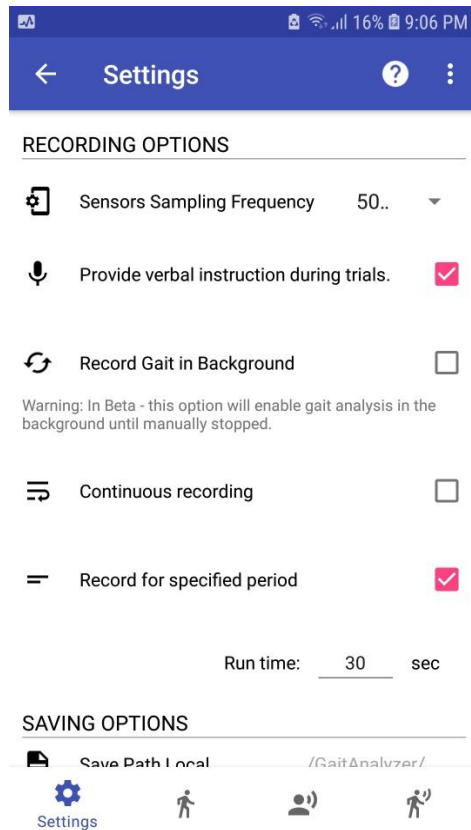 16% 9:06 PM
Settings
RECORDING OPTIONS
Sensors Sampling Frequency 50..
Provide verbal instruction during trials.
Record Gait in Background
Warning: In Beta - this option will enable gait analysis in the
background until manually stopped.
Continuous recording
Record for specified period
Run time: 30 sec
SAVING OPTIONS
Save Path Local /GaitAnalyzer/
Settings